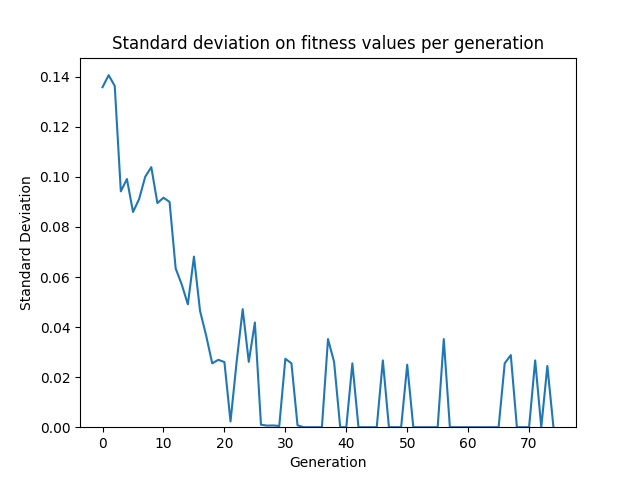 Standard deviation on fitness values per generation
0.14
0.12
0.10
0.08
0.06
0.04
0.02
0.00
Standard Deviation
0 10 20 30 40 50 60 70
Generation